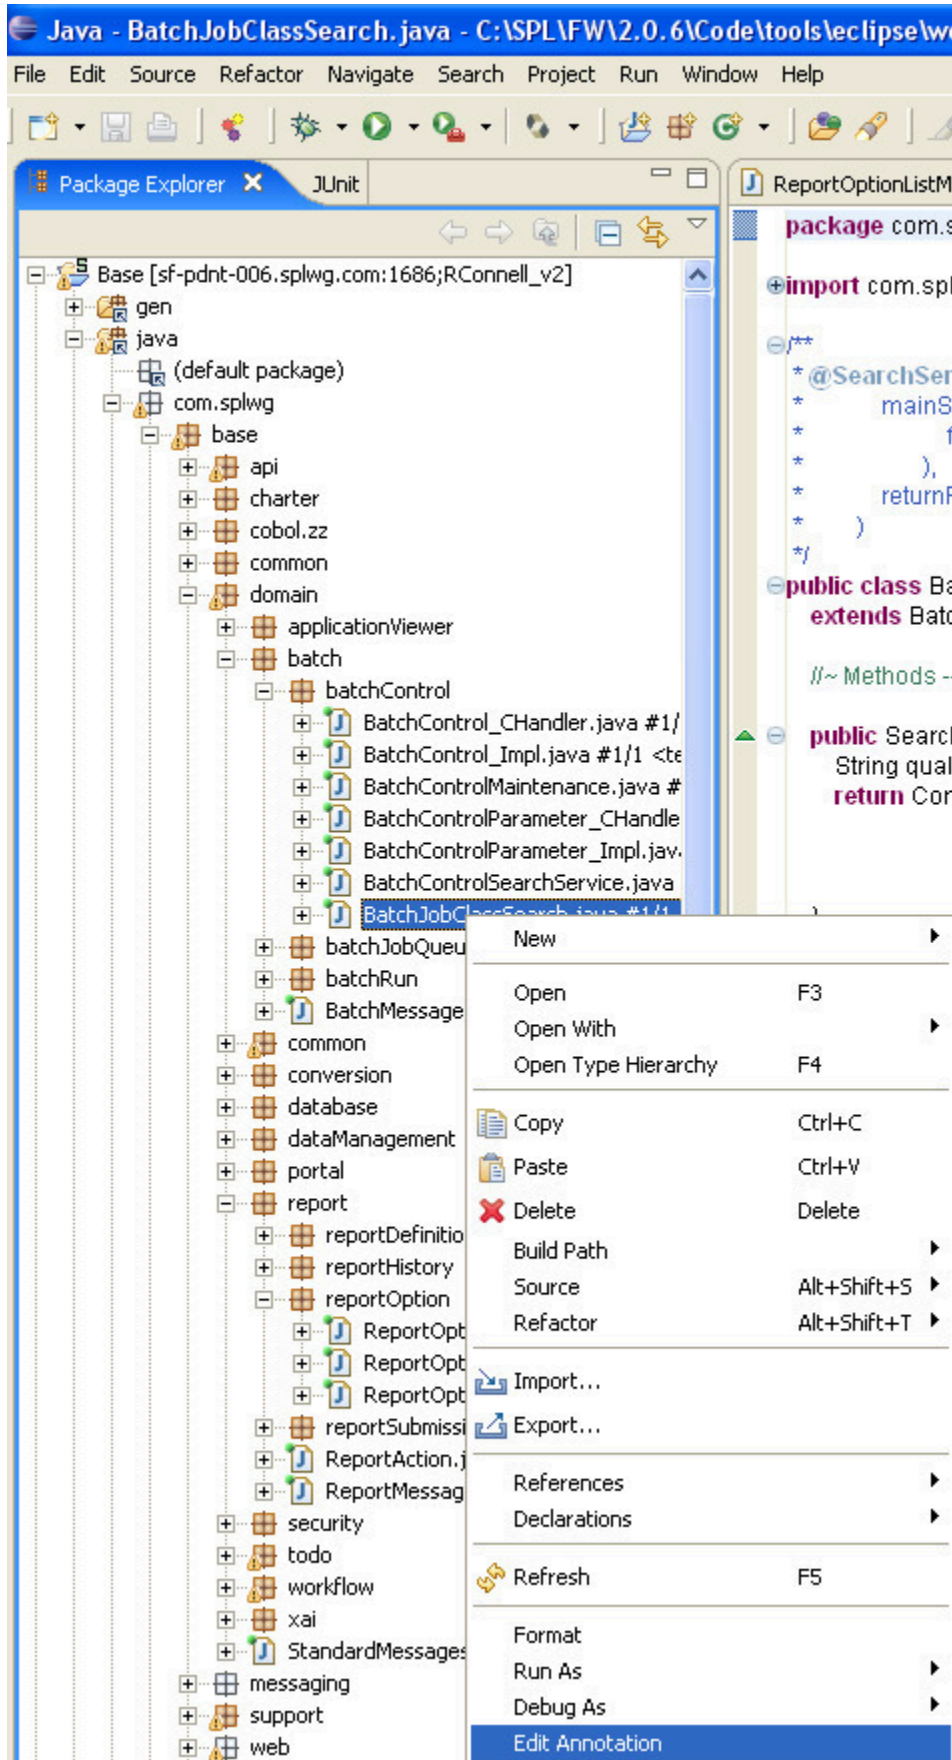 Java - BatchJobClassSearch.java - C:\SPL\FW\2.0.6\Code\tools\eclipse\w
File Edit Source Refactor Navigate Search Project Run Window Help
Package Explorer JUnit
ReportOptionListM
Base [sf-pdnt-006.splwg.com:1686;RConnell_v2]
gen
java
(default package)
com.splwg
base
api
charter
cobol.zz
common
domain
applicationViewer
batch
batchControl
BatchControl_CHandler.java #1/
BatchControl_Impl.java #1/1 <te
BatchControlMaintenance.java #
BatchControlParameter_CHandle
BatchControlParameter_Impl.jav
BatchControlSearchService.java
BatchJobClassSearch.java #1/1
batchJobQueu
batchRun
BatchMessage
common
conversion
database
dataManagement
portal
report
reportDefinitio
reportHistory
reportOption
ReportOpt
ReportOpt
ReportOpt
reportSubmissi
ReportAction.j
ReportMessag
security
todo
workflow
xai
StandardMessages
messaging
support
web
package com.s
import com.spl
/**
* @SearchSer
* mainS
* f
* ),
* returnF
* )
*/
public class Ba
extends Batc
//~ Methods -
public Search
String qual
return Cor
}
New
Open F3
Open With
Open Type Hierarchy F4
Copy Ctrl+C
Paste Ctrl+V
Delete Delete
Build Path
Source Alt+Shift+S
Refactor Alt+Shift+T
Import...
Export...
References
Declarations
Refresh F5
Format
Run As
Debug As
Edit Annotation